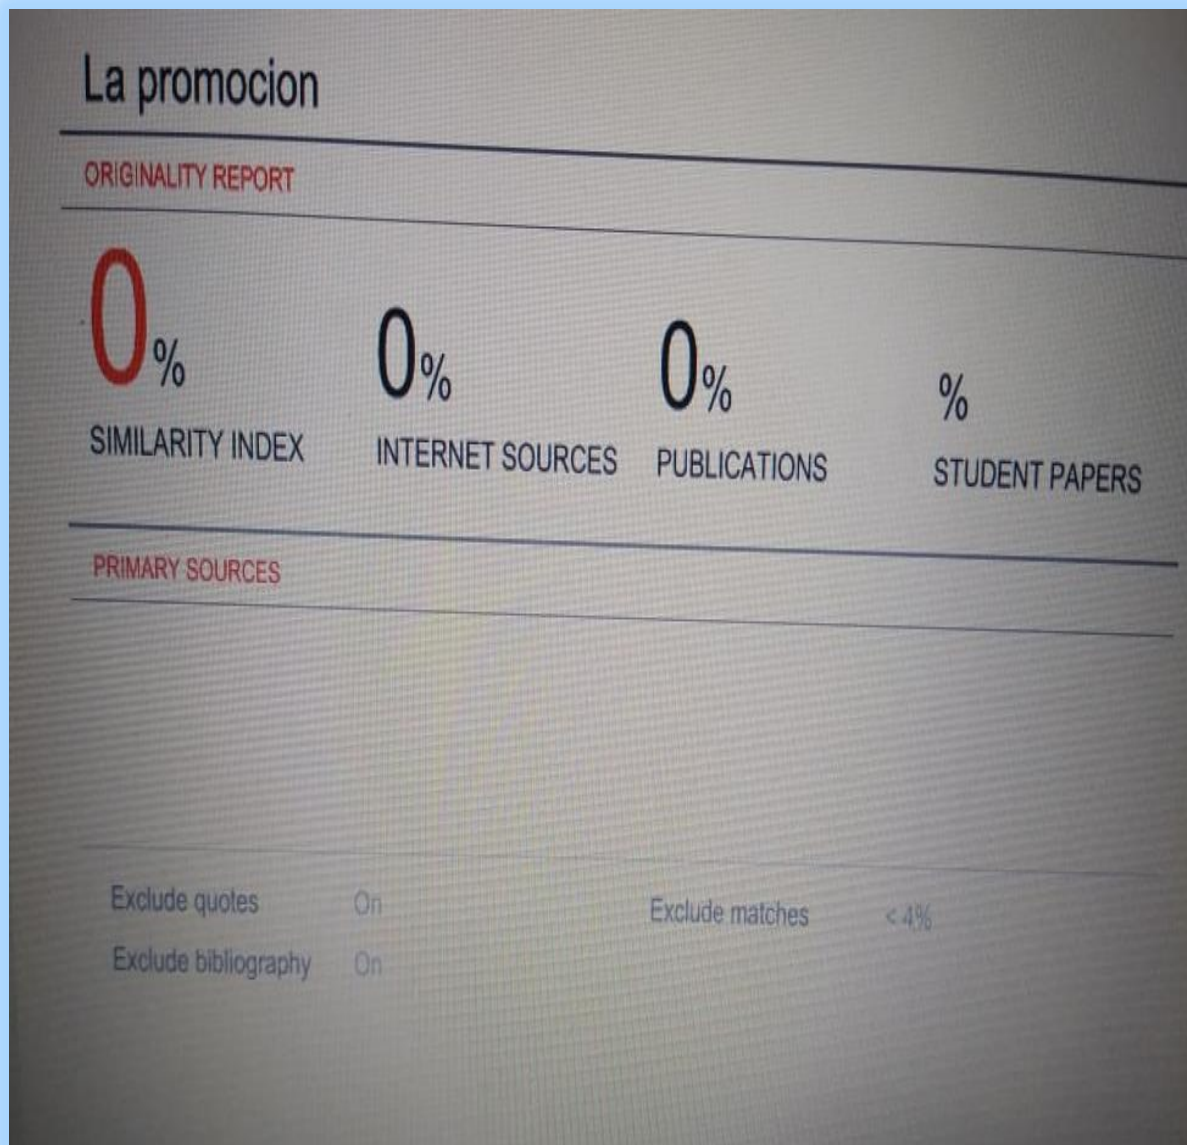 La promocion
ORIGINALITY REPORT
0% 0% 0% %
SIMILARITY INDEX INTERNET SOURCES PUBLICATIONS STUDENT PAPERS
PRIMARY SOURCES
Exclude quotes On Exclude matches < 4%
Exclude bibliography On